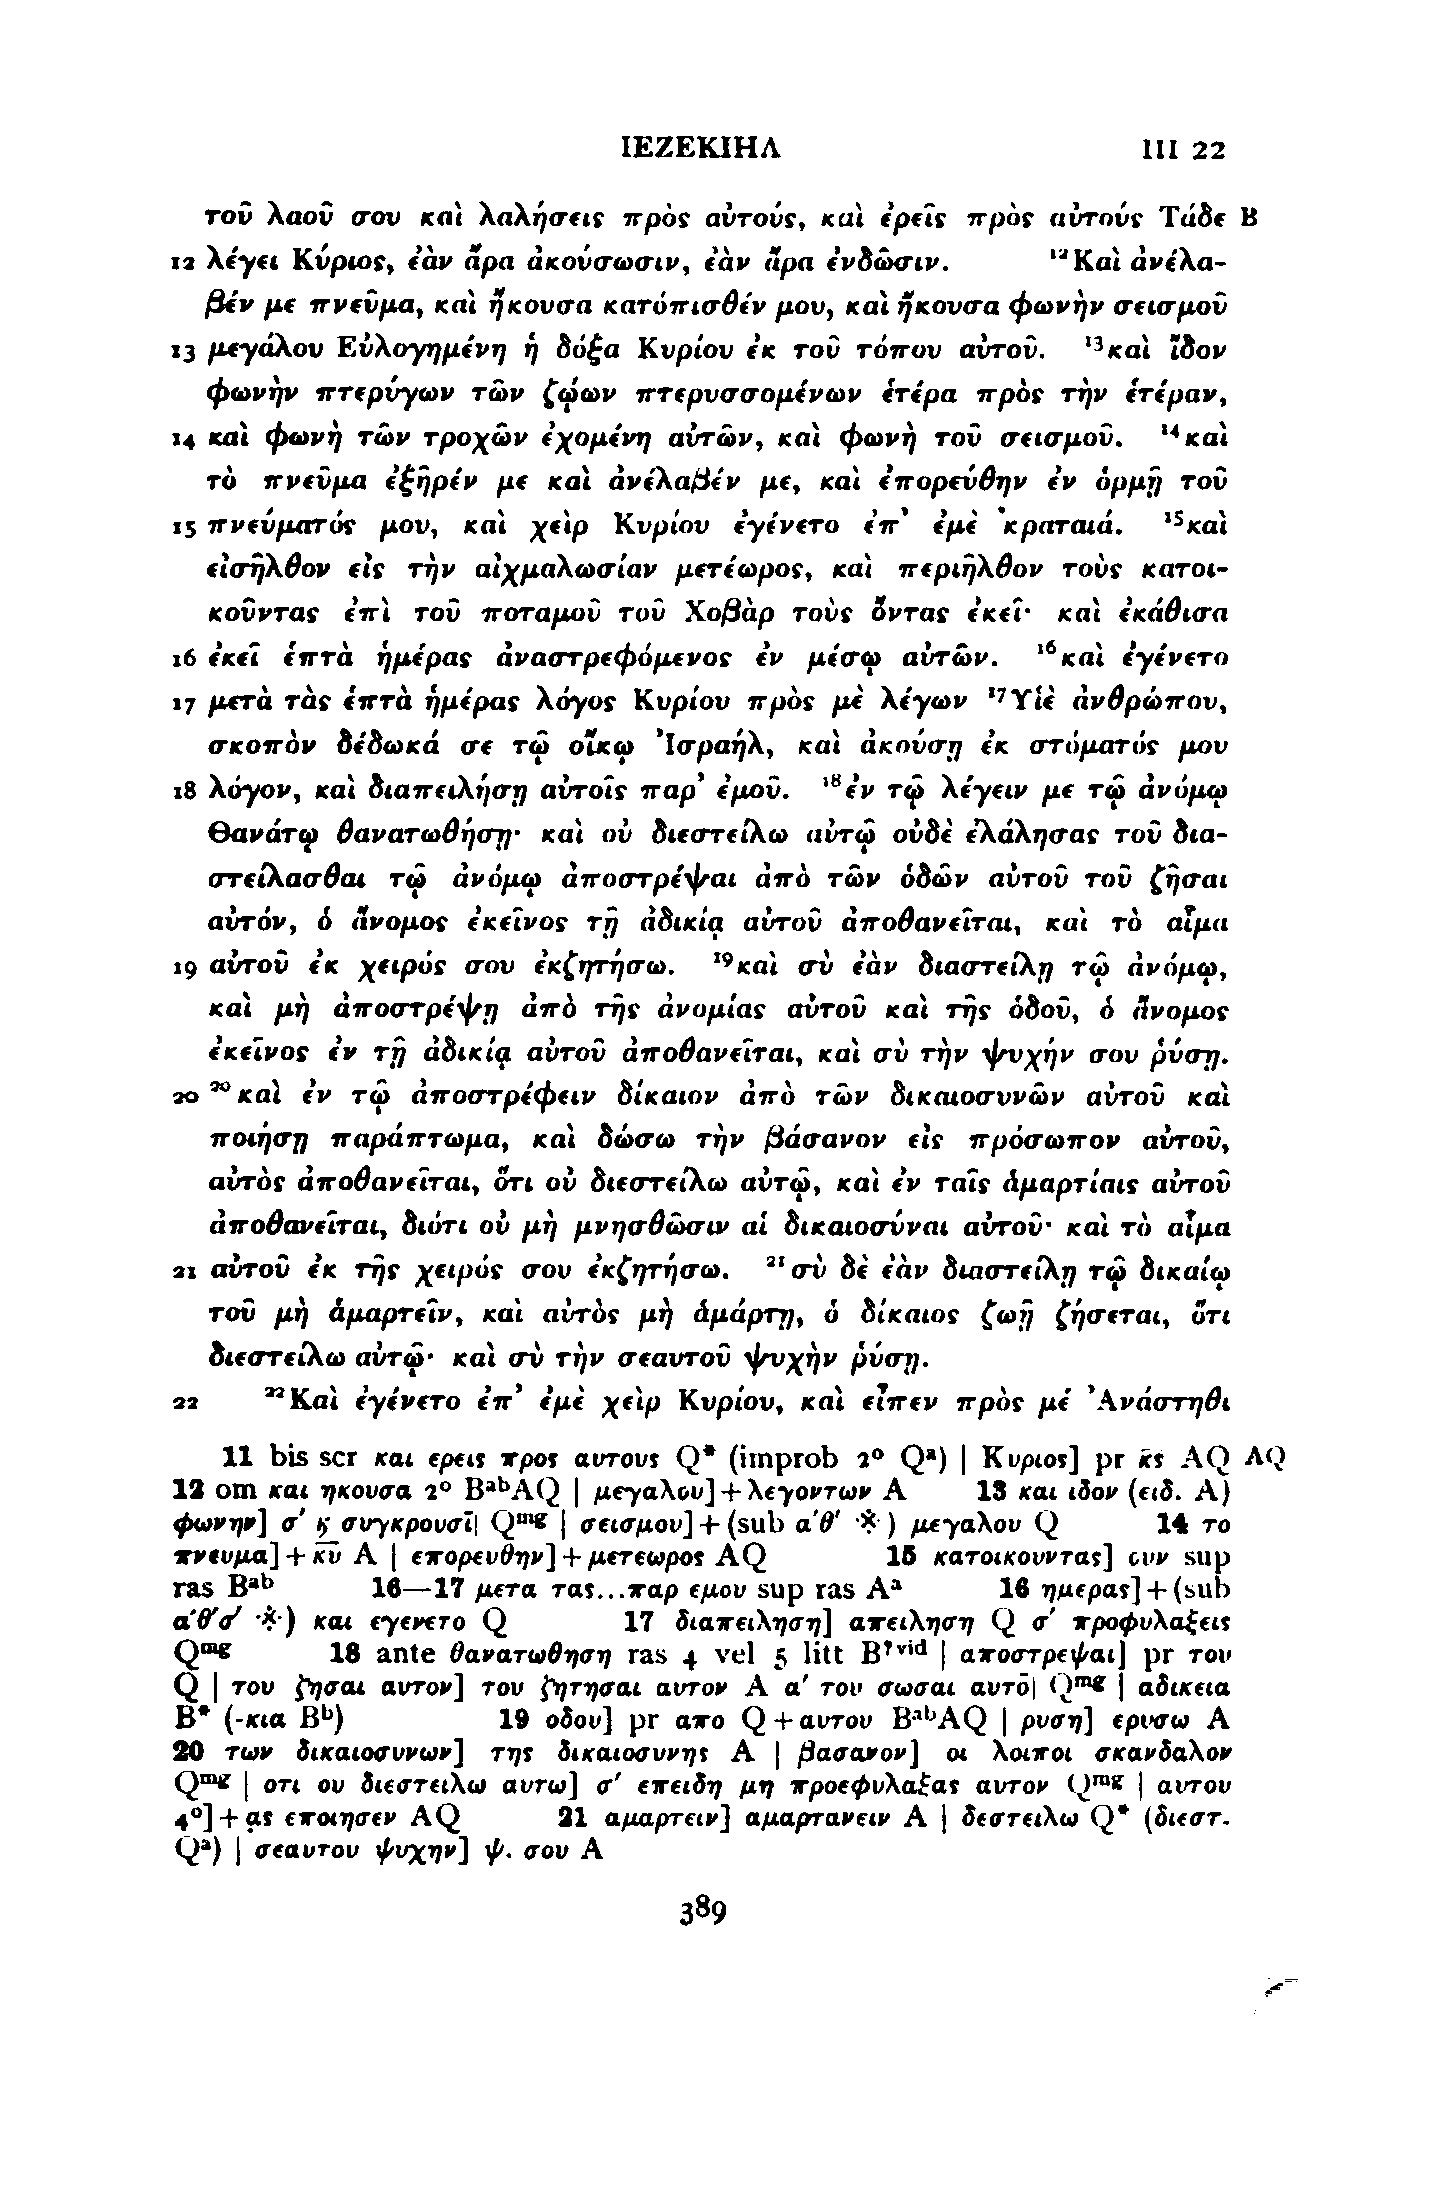 ΙΕΖΕΚΙΗΛ III 22
τοῦ λαοῦ σου καὶ λαλήσεις πρὸς αὐτούς, καὶ ἐρεῖς πρὸς αὐτούς Τάδε B
12 λέγει Κύριος, ἐὰν ἄρα ἀκούσωσιν, ἐὰν ἄρα ἐνδῶσιν. ¹²Καὶ ἀνέλα-
βέν με πνεῦμα, καὶ ἤκουσα κατόπισθέν μου, καὶ ἤκουσα φωνὴν σεισμοῦ
13 μεγάλου Εὐλογημένη ἡ δόξα Κυρίου ἐκ τοῦ τόπου αὐτοῦ. ¹³καὶ ἴδον
φωνὴν πτερύγων τῶν ζῴων πτερυσσομένων ἑτέρα πρὸς τὴν ἑτέραν,
14 καὶ φωνὴ τῶν τροχῶν ἐχομένη αὐτῶν, καὶ φωνὴ τοῦ σεισμοῦ. ¹⁴καὶ
τὸ πνεῦμα ἐξῆρέν με καὶ ἀνέλαβέν με, καὶ ἐπορεύθην ἐν ὁρμῇ τοῦ
15 πνεύματός μου, καὶ χεὶρ Κυρίου ἐγένετο ἐπ’ ἐμὲ κραταιά. ¹⁵καὶ
εἰσῆλθον εἰς τὴν αἰχμαλωσίαν μετέωρος, καὶ περιῆλθον τοὺς κατοι-
κοῦντας ἐπὶ τοῦ ποταμοῦ τοῦ Χοβὰρ τοὺς ὄντας ἐκεῖ· καὶ ἐκάθισα
16 ἐκεῖ ἑπτὰ ἡμέρας ἀναστρεφόμενος ἐν μέσῳ αὐτῶν. ¹⁶καὶ ἐγένετο
17 μετὰ τὰς ἑπτὰ ἡμέρας λόγος Κυρίου πρὸς μὲ λέγων ¹⁷Υἱὲ ἀνθρώπου,
σκοπὸν δέδωκά σε τῷ οἴκῳ Ἰσραήλ, καὶ ἀκούσῃ ἐκ στόματός μου
18 λόγον, καὶ διαπειλήσῃ αὐτοῖς παρ’ ἐμοῦ. ¹⁸ἐν τῷ λέγειν με τῷ ἀνόμῳ
Θανάτῳ θανατωθήσῃ· καὶ οὐ διεστείλω αὐτῷ οὐδὲ ἐλάλησας τοῦ δια-
στείλασθαι τῷ ἀνόμῳ ἀποστρέψαι ἀπὸ τῶν ὁδῶν αὐτοῦ τοῦ ζῆσαι
αὐτόν, ὁ ἄνομος ἐκεῖνος τῇ ἀδικίᾳ αὐτοῦ ἀποθανεῖται, καὶ τὸ αἷμα
19 αὐτοῦ ἐκ χειρός σου ἐκζητήσω. ¹⁹καὶ σὺ ἐὰν διαστείλῃ τῷ ἀνόμῳ,
καὶ μὴ ἀποστρέψῃ ἀπὸ τῆς ἀνομίας αὐτοῦ καὶ τῆς ὁδοῦ, ὁ ἄνομος
ἐκεῖνος ἐν τῇ ἀδικίᾳ αὐτοῦ ἀποθανεῖται, καὶ σὺ τὴν ψυχήν σου ῥύσῃ.
20 ²⁰καὶ ἐν τῷ ἀποστρέφειν δίκαιον ἀπὸ τῶν δικαιοσυνῶν αὐτοῦ καὶ
ποιήσῃ παράπτωμα, καὶ δώσω τὴν βάσανον εἰς πρόσωπον αὐτοῦ,
αὐτὸς ἀποθανεῖται, ὅτι οὐ διεστείλω αὐτῷ, καὶ ἐν ταῖς ἁμαρτίαις αὐτοῦ
ἀποθανεῖται, διότι οὐ μὴ μνησθῶσιν αἱ δικαιοσύναι αὐτοῦ· καὶ τὸ αἷμα
21 αὐτοῦ ἐκ τῆς χειρός σου ἐκζητήσω. ²¹σὺ δὲ ἐὰν διαστείλῃ τῷ δικαίῳ
τοῦ μὴ ἁμαρτεῖν, καὶ αὐτὸς μὴ ἁμάρτῃ, ὁ δίκαιος ζωῇ ζήσεται, ὅτι
διεστείλω αὐτῷ· καὶ σὺ τὴν σεαυτοῦ ψυχὴν ῥύσῃ.
22 ²²Καὶ ἐγένετο ἐπ’ ἐμὲ χεὶρ Κυρίου, καὶ εἶπεν πρὸς μέ Ἀνάστηθι
11 bis scr και ερεις προς αυτους Q* (improb 2º Qᵃ) | Κυριος] pr κ̅ς̅ AQ AQ
12 om και ηκουσα 2º BᵃᵇAQ | μεγαλου]+λεγοντων A 13 και ιδον (ειδ. A)
φωνην] σ′ ϗ συγκρουσῑ| Qᵐᵍ | σεισμου]+(sub α′θ′ ※) μεγαλου Q 14 το
πνευμα]+κ̅υ̅ A | επορευθην]+μετεωρος AQ 15 κατοικουντας] ουν sup
ras Bᵃᵇ 16—17 μετα τας...παρ εμου sup ras Aᵃ 16 ημερας]+(sub
α′θ′σ′ ※) και εγενετο Q 17 διαπειληση] απειληση Q σ′ προφυλαξεις
Qᵐᵍ 18 ante θανατωθηση ras 4 vel 5 litt B?ᵛⁱᵈ | αποστρεψαι] pr του
Q | του ζησαι αυτον] του ζητησαι αυτον A α′ του σωσαι αυτο̄| Qᵐᵍ | αδικεια
B* (-κια Bᵇ) 19 οδου] pr απο Q+αυτου BᵃᵇAQ | ρυση] ερυσω A
20 των δικαιοσυνων] της δικαιοσυνης A | βασανον] οι λοιποι σκανδαλον
Qᵐᵍ | οτι ου διεστειλω αυτω] σ′ επειδη μη προεφυλαξας αυτον Qᵐᵍ | αυτου
4º]+ας εποιησεν AQ 21 αμαρτειν] αμαρτανειν A | δεστειλω Q* (διεστ.
Qᵃ) | σεαυτου ψυχην] ψ. σου A
389